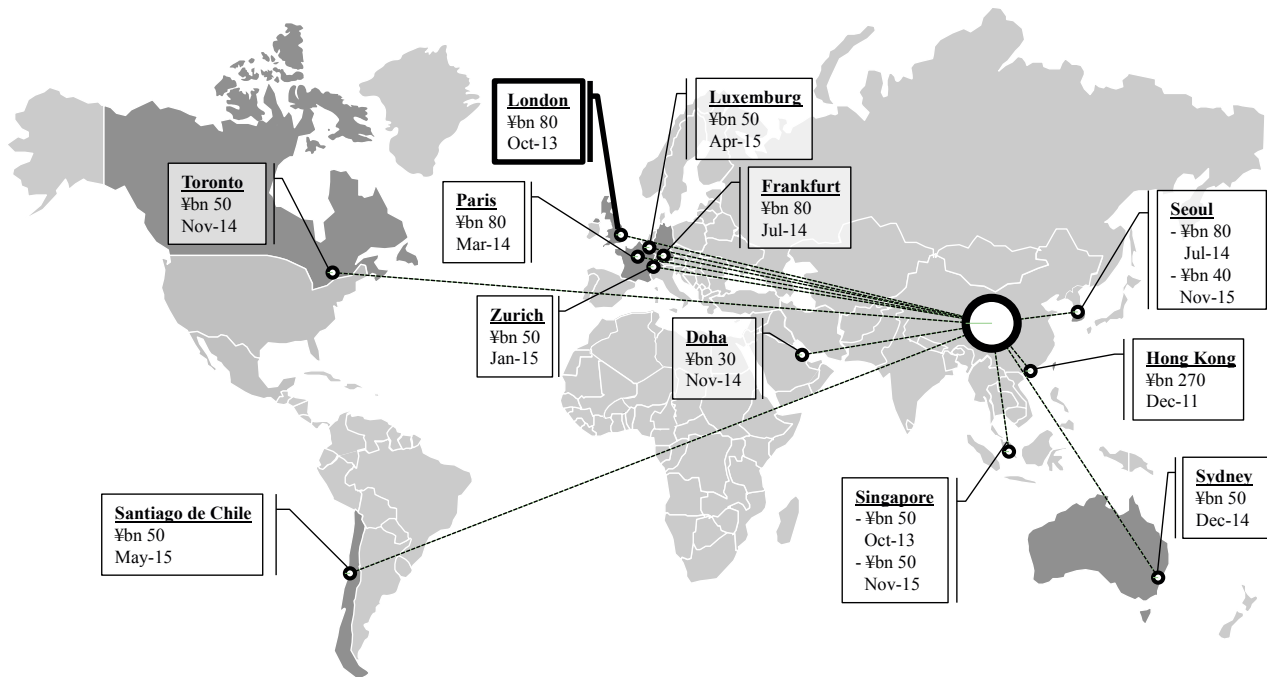 London
¥bn 80
Oct-13
Luxemburg
¥bn 50
Apr-15
Toronto
¥bn 50
Nov-14
Paris
¥bn 80
Mar-14
Frankfurt
¥bn 80
Jul-14
Seoul
- ¥bn 80
Jul-14
- ¥bn 40
Nov-15
Zurich
¥bn 50
Jan-15
Doha
¥bn 30
Nov-14
Hong Kong
¥bn 270
Dec-11
Santiago de Chile
¥bn 50
May-15
Singapore
- ¥bn 50
Oct-13
- ¥bn 50
Nov-15
Sydney
¥bn 50
Dec-14